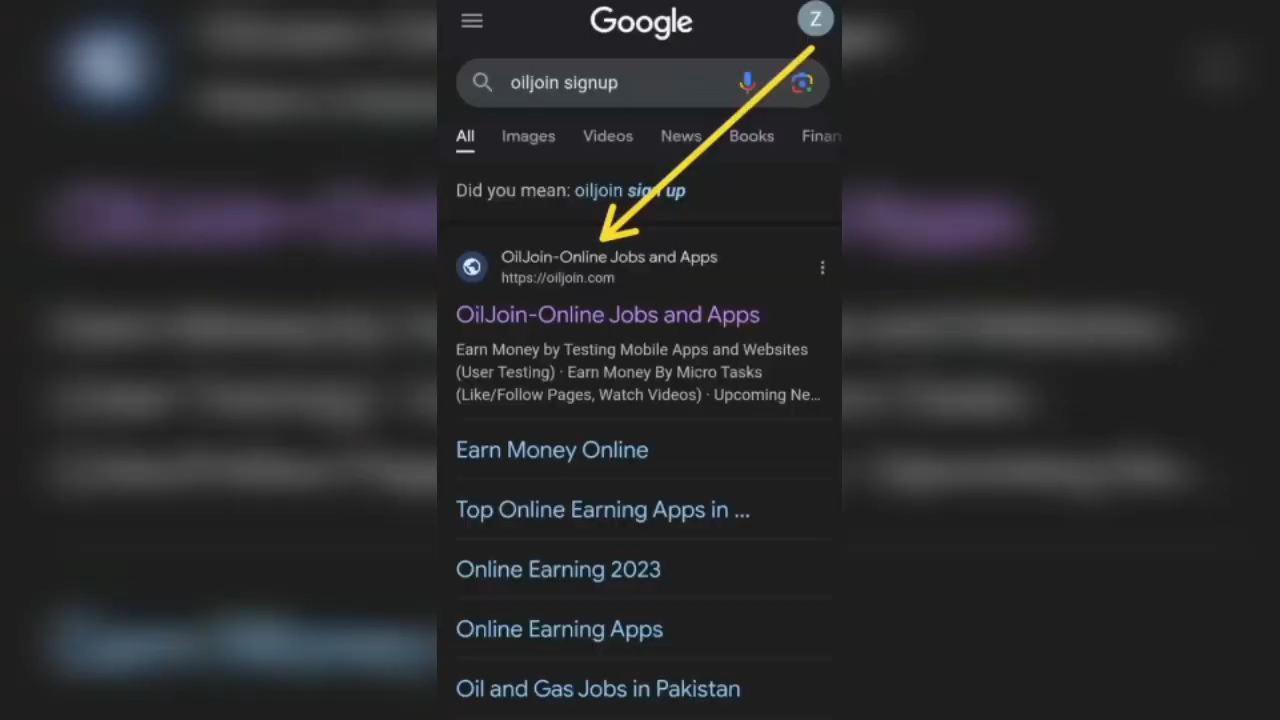 Google
Z
oiljoin signup
All Images Videos News Books Finan
Did you mean: oiljoin sign up
OilJoin-Online Jobs and Apps
https://oiljoin.com
OilJoin-Online Jobs and Apps
Earn Money by Testing Mobile Apps and Websites
(User Testing) · Earn Money By Micro Tasks
(Like/Follow Pages, Watch Videos) · Upcoming Ne...
Earn Money Online
Top Online Earning Apps in ...
Online Earning 2023
Online Earning Apps
Oil and Gas Jobs in Pakistan